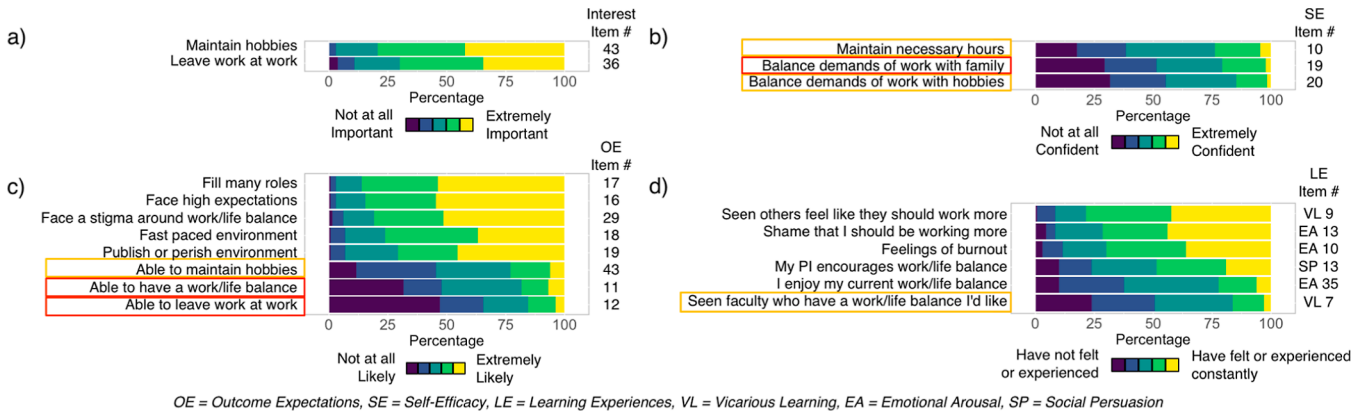 a)
Interest
Item #
Maintain hobbies 43
Leave work at work 36
0 25 50 75 100
Percentage
Not at all
Important
Extremely
Important
b)
SE
Item #
Maintain necessary hours 10
Balance demands of work with family 19
Balance demands of work with hobbies 20
0 25 50 75 100
Percentage
Not at all
Confident
Extremely
Confident
c)
OE
Item #
Fill many roles 17
Face high expectations 16
Face a stigma around work/life balance 29
Fast paced environment 18
Publish or perish environment 19
Able to maintain hobbies 43
Able to have a work/life balance 11
Able to leave work at work 12
0 25 50 75 100
Percentage
Not at all
Likely
Extremely
Likely
d)
LE
Item #
Seen others feel like they should work more VL 9
Shame that I should be working more EA 13
Feelings of burnout EA 10
My PI encourages work/life balance SP 13
I enjoy my current work/life balance EA 35
Seen faculty who have a work/life balance I'd like VL 7
0 25 50 75 100
Percentage
Have not felt
or experienced
Have felt or experienced
constantly
OE = Outcome Expectations, SE = Self-Efficacy, LE = Learning Experiences, VL = Vicarious Learning, EA = Emotional Arousal, SP = Social Persuasion